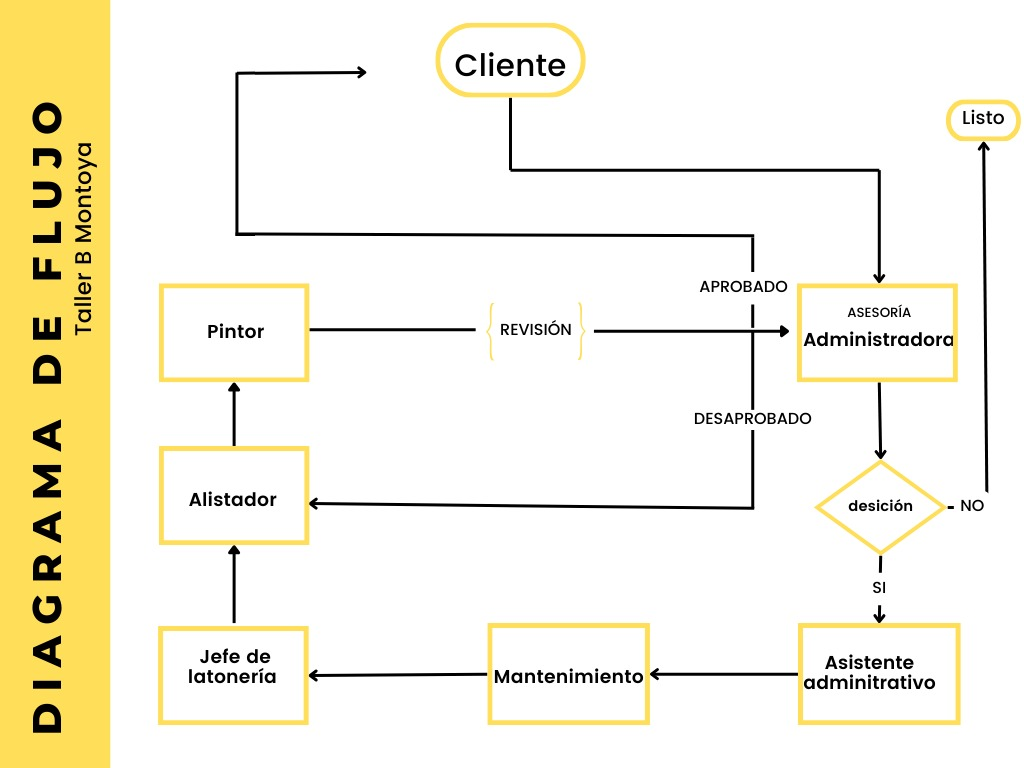 DIAGRAMA DE FLUJO
Taller B Montoya
Cliente
Listo
APROBADO
Pintor
REVISIÓN
ASESORÍA
Administradora
DESAPROBADO
Alistador
desición
NO
SI
Jefe de
latonería
Mantenimiento
Asistente
adminitrativo